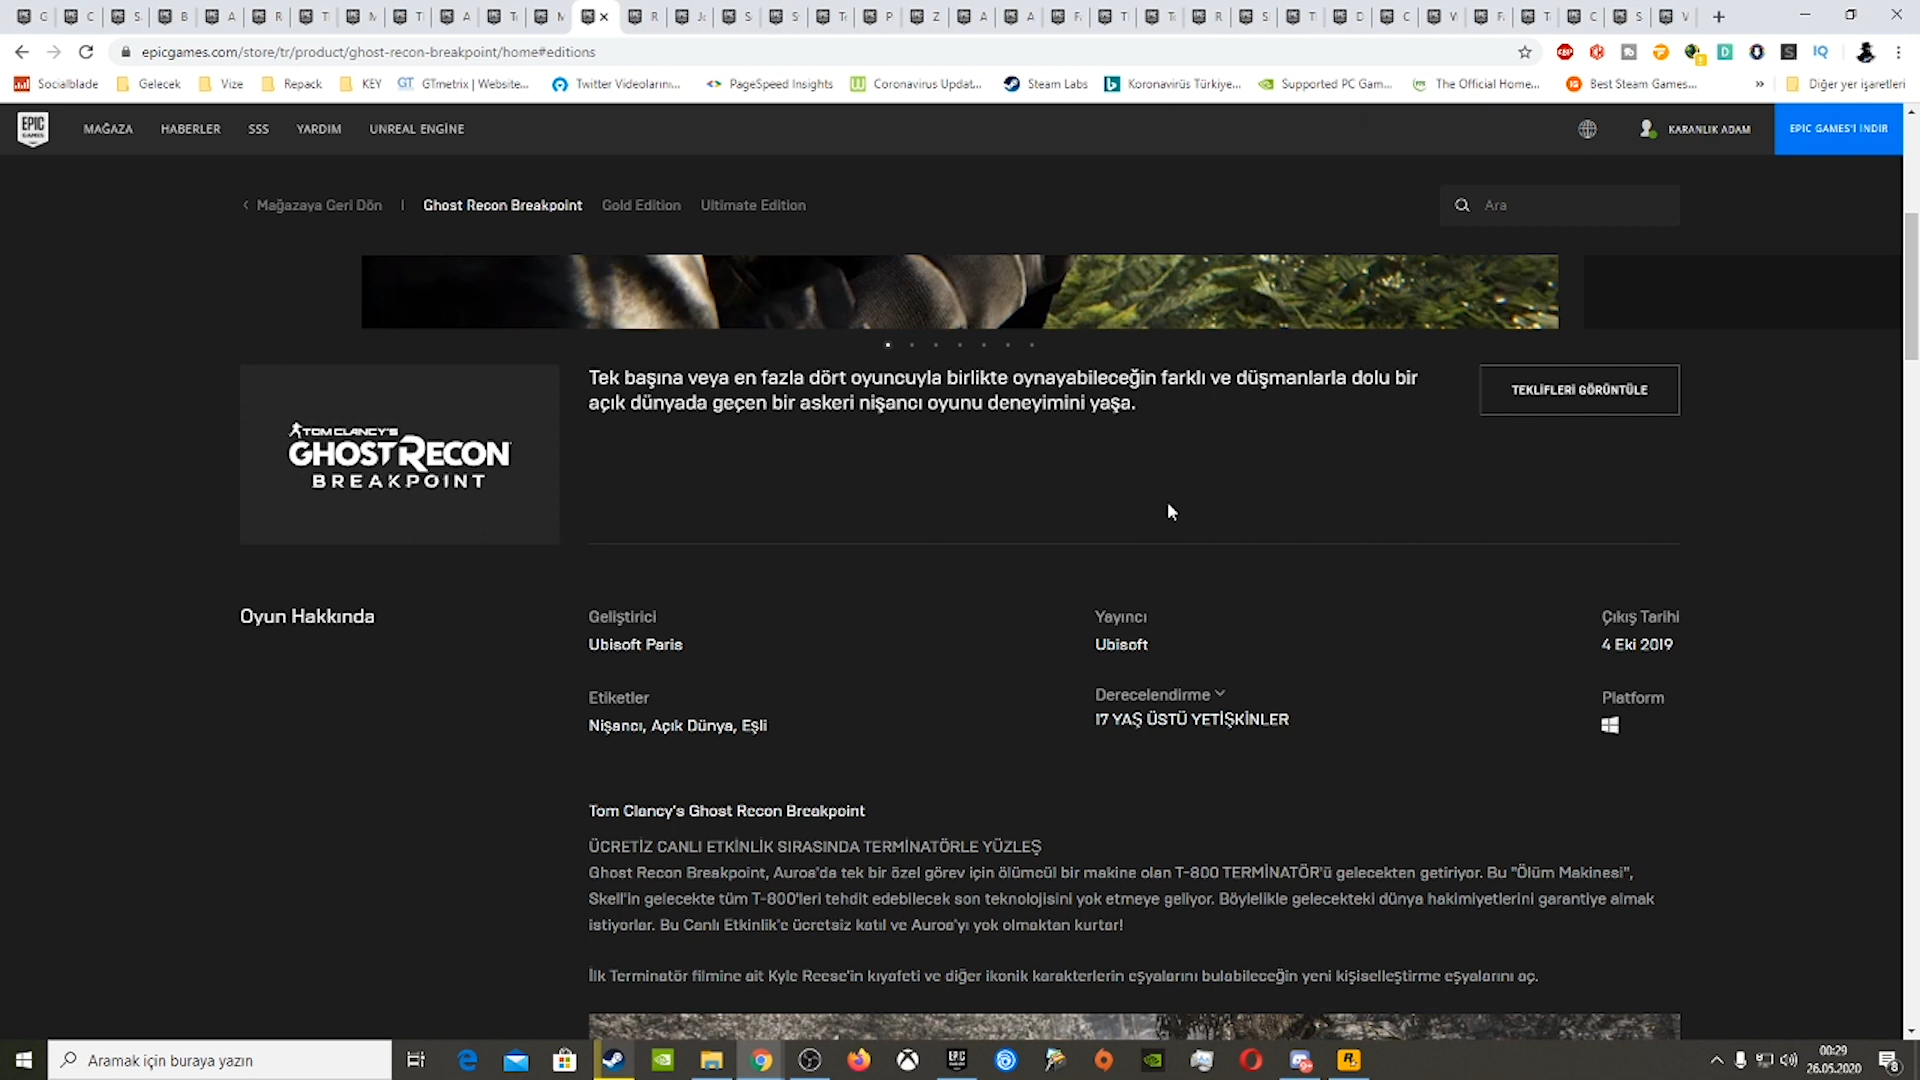 epicgames.com/store/tr/product/ghost-recon-breakpoint/home#editions
Socialblade
Gelecek
Vize
Repack
KEY
GTmetrix | Website...
Twitter Videolarını...
PageSpeed Insights
Coronavirus Updat...
Steam Labs
Koronavirüs Türkiye...
Supported PC Gam...
The Official Home...
Best Steam Games...
»
Diğer yer işaretleri
EPIC GAMES
MAĞAZA
HABERLER
SSS
YARDIM
UNREAL ENGİNE
KARANLIK ADAM
EPIC GAMES'İ İNDİR
Mağazaya Geri Dön
Ghost Recon Breakpoint
Gold Edition
Ultimate Edition
Ara
Tek başına veya en fazla dört oyuncuyla birlikte oynayabileceğin farklı ve düşmanlarla dolu bir
açık dünyada geçen bir askeri nişancı oyunu deneyimini yaşa.
TEKLİFLERİ GÖRÜNTÜLE
TOM CLANCY'S
GHOST RECON
BREAKPOINT
Oyun Hakkında
Geliştirici
Ubisoft Paris
Yayıncı
Ubisoft
Çıkış Tarihi
4 Eki 2019
Etiketler
Nişancı, Açık Dünya, Eşli
Derecelendirme
17 YAŞ ÜSTÜ YETİŞKİNLER
Platform
Tom Clancy's Ghost Recon Breakpoint
ÜCRETİZ CANLI ETKİNLİK SIRASINDA TERMİNATÖRLE YÜZLEŞ
Ghost Recon Breakpoint, Auroa'da tek bir özel görev için ölümcül bir makine olan T-800 TERMİNATÖR'ü gelecekten getiriyor. Bu "Ölüm Makinesi",
Skell'in gelecekte tüm T-800'leri tehdit edebilecek son teknolojisini yok etmeye geliyor. Böylelikle gelecekteki dünya hakimiyetlerini garantiye almak
istiyorlar. Bu Canlı Etkinlik'e ücretsiz katıl ve Auroa'yı yok olmaktan kurtar!
İlk Terminatör filmine ait Kyle Reese'in kıyafeti ve diğer ikonik karakterlerin eşyalarını bulabileceğin yeni kişiselleştirme eşyalarını aç.
Aramak için buraya yazın
00:29
26.05.2020